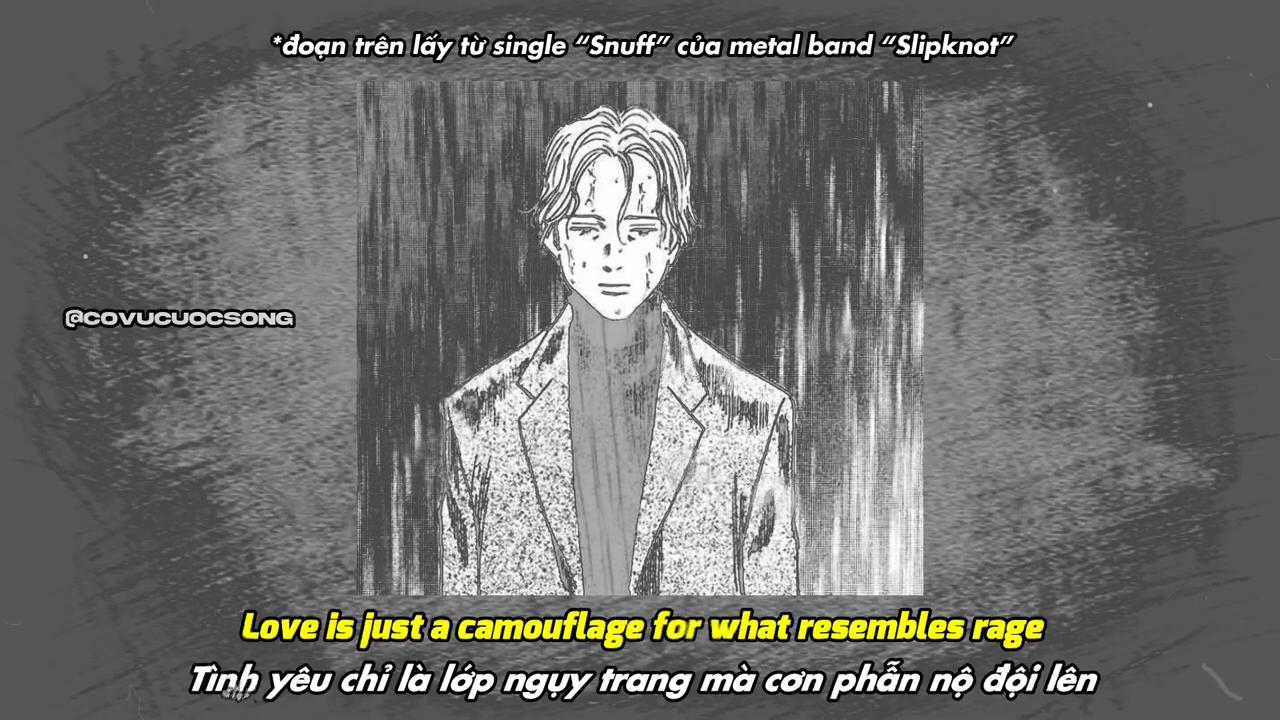 *đoạn trên lấy từ single “Snuff” của metal band “Slipknot”
@COVUCUOCSONG
Love is just a camouflage for what resembles rage
Tình yêu chỉ là lớp ngụy trang mà cơn phẫn nộ đội lên